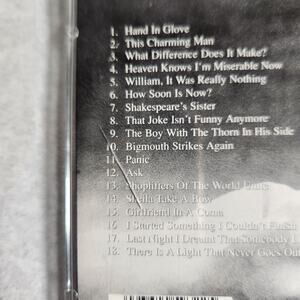 1. Hand In Glove
2. This Charming Man
3. What Difference Does It Make?
4. Heaven Knows I'm Miserable Now
5. William, It Was Really Nothing
6. How Soon Is Now?
7. Shakespeare's Sister
8. That Joke Isn't Funny Anymore
9. The Boy With The Thorn In His Side
10. Bigmouth Strikes Again
11. Panic
12. Ask
13. Shoplifters Of The World Unite
14. Sheila Take A Bow
15. Girlfriend In A Coma
16. I Started Something I Couldn't Finish
17. Last Night I Dreamt That Somebody L
18. There Is A Light That Never Goes Out